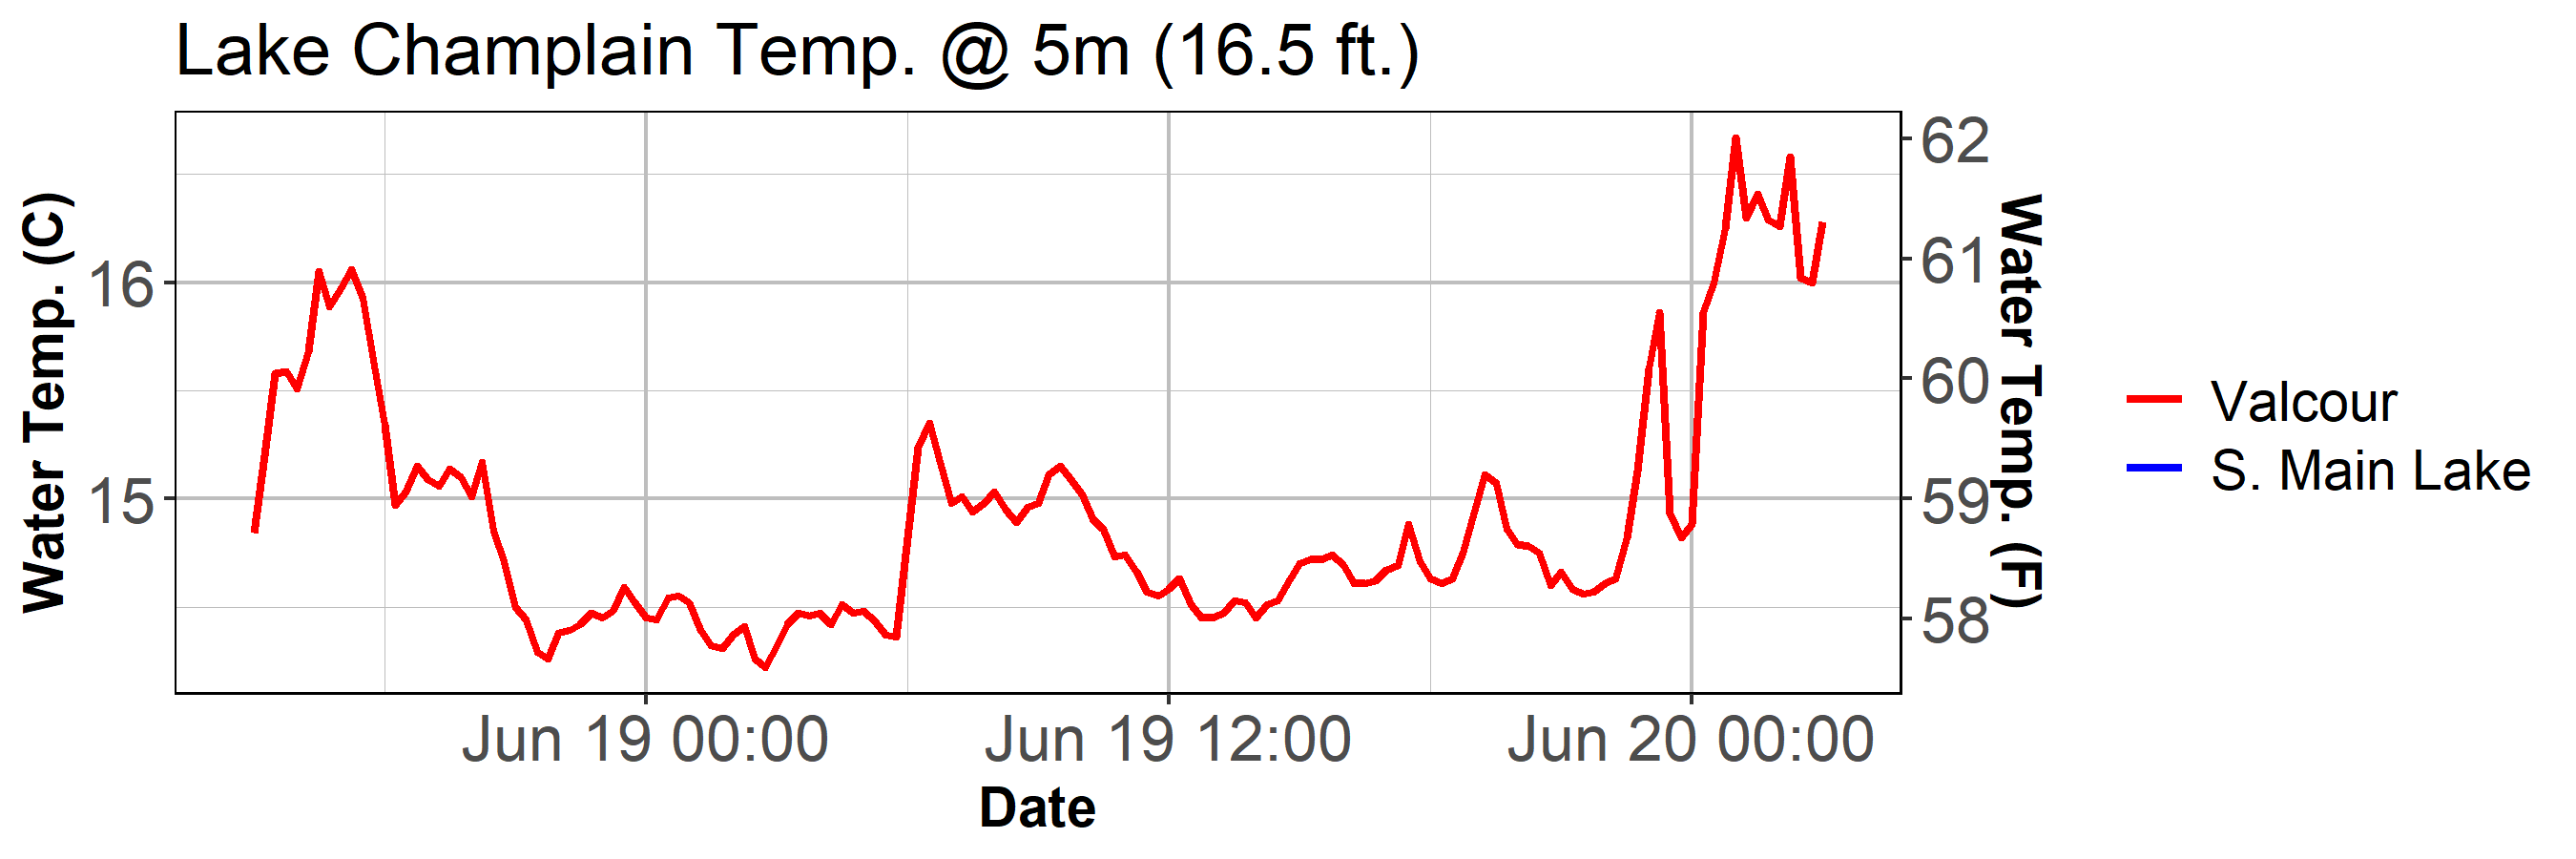 Lake Champlain Temp. @ 5m (16.5 ft.)
Water Temp. (C)
16
15
62
61
60
59
58
Water Temp. (F)
Jun 19 00:00
Jun 19 12:00
Jun 20 00:00
Date
Valcour
S. Main Lake